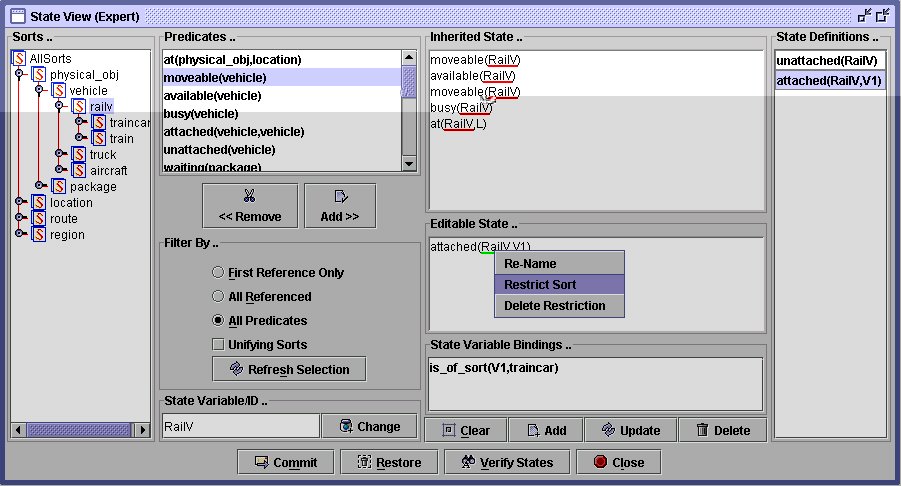 State View (Expert)
Sorts ..
AllSorts
physical_obj
vehicle
railv
traincar
train
truck
aircraft
package
location
route
region
Predicates ..
at(physical_obj,location)
moveable(vehicle)
available(vehicle)
busy(vehicle)
attached(vehicle,vehicle)
unattached(vehicle)
waiting(package)
<< Remove
Add >>
Filter By ..
First Reference Only
All Referenced
All Predicates
Unifying Sorts
Refresh Selection
State Variable/ID ..
RailV
Change
Inherited State ..
moveable(RailV)
available(RailV)
moveable(RailV)
busy(RailV)
at(RailV,L)
Editable State ..
attached(RailV,V1)
Re-Name
Restrict Sort
Delete Restriction
State Variable Bindings ..
is_of_sort(V1,traincar)
Clear
Add
Update
Delete
State Definitions ..
unattached(RailV)
attached(RailV,V1)
Commit
Restore
Verify States
Close